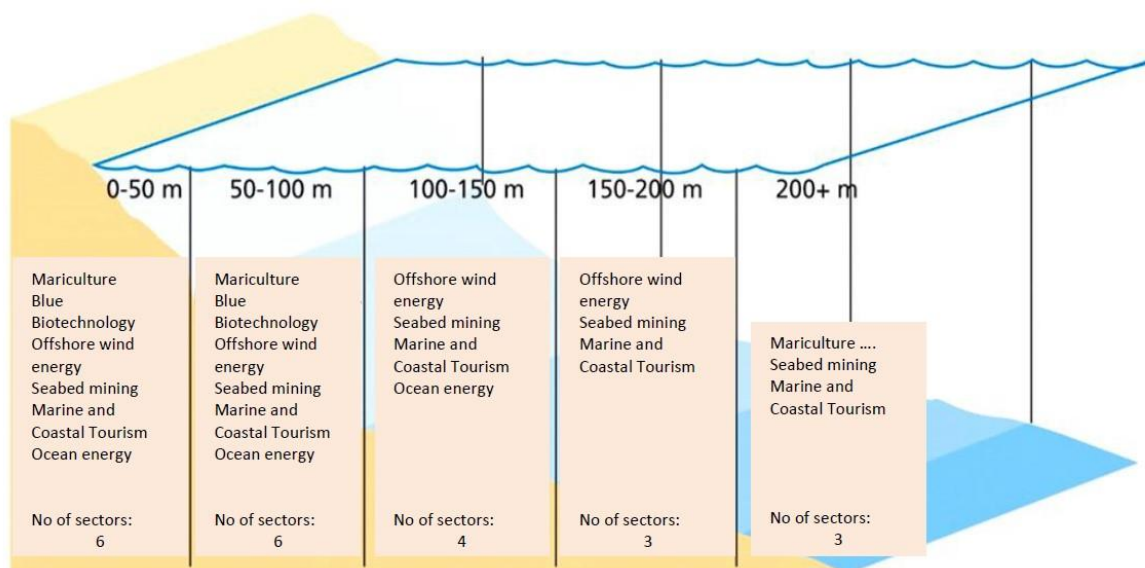 0-50 m
50-100 m
100-150 m
150-200 m
200+ m
Mariculture
Blue
Biotechnology
Offshore wind
energy
Seabed mining
Marine and
Coastal Tourism
Ocean energy
No of sectors:
6
Mariculture
Blue
Biotechnology
Offshore wind
energy
Seabed mining
Marine and
Coastal Tourism
Ocean energy
No of sectors:
6
Offshore wind
energy
Seabed mining
Marine and
Coastal Tourism
Ocean energy
No of sectors:
4
Offshore wind
energy
Seabed mining
Marine and
Coastal Tourism
No of sectors:
3
Mariculture ....
Seabed mining
Marine and
Coastal Tourism
No of sectors:
3